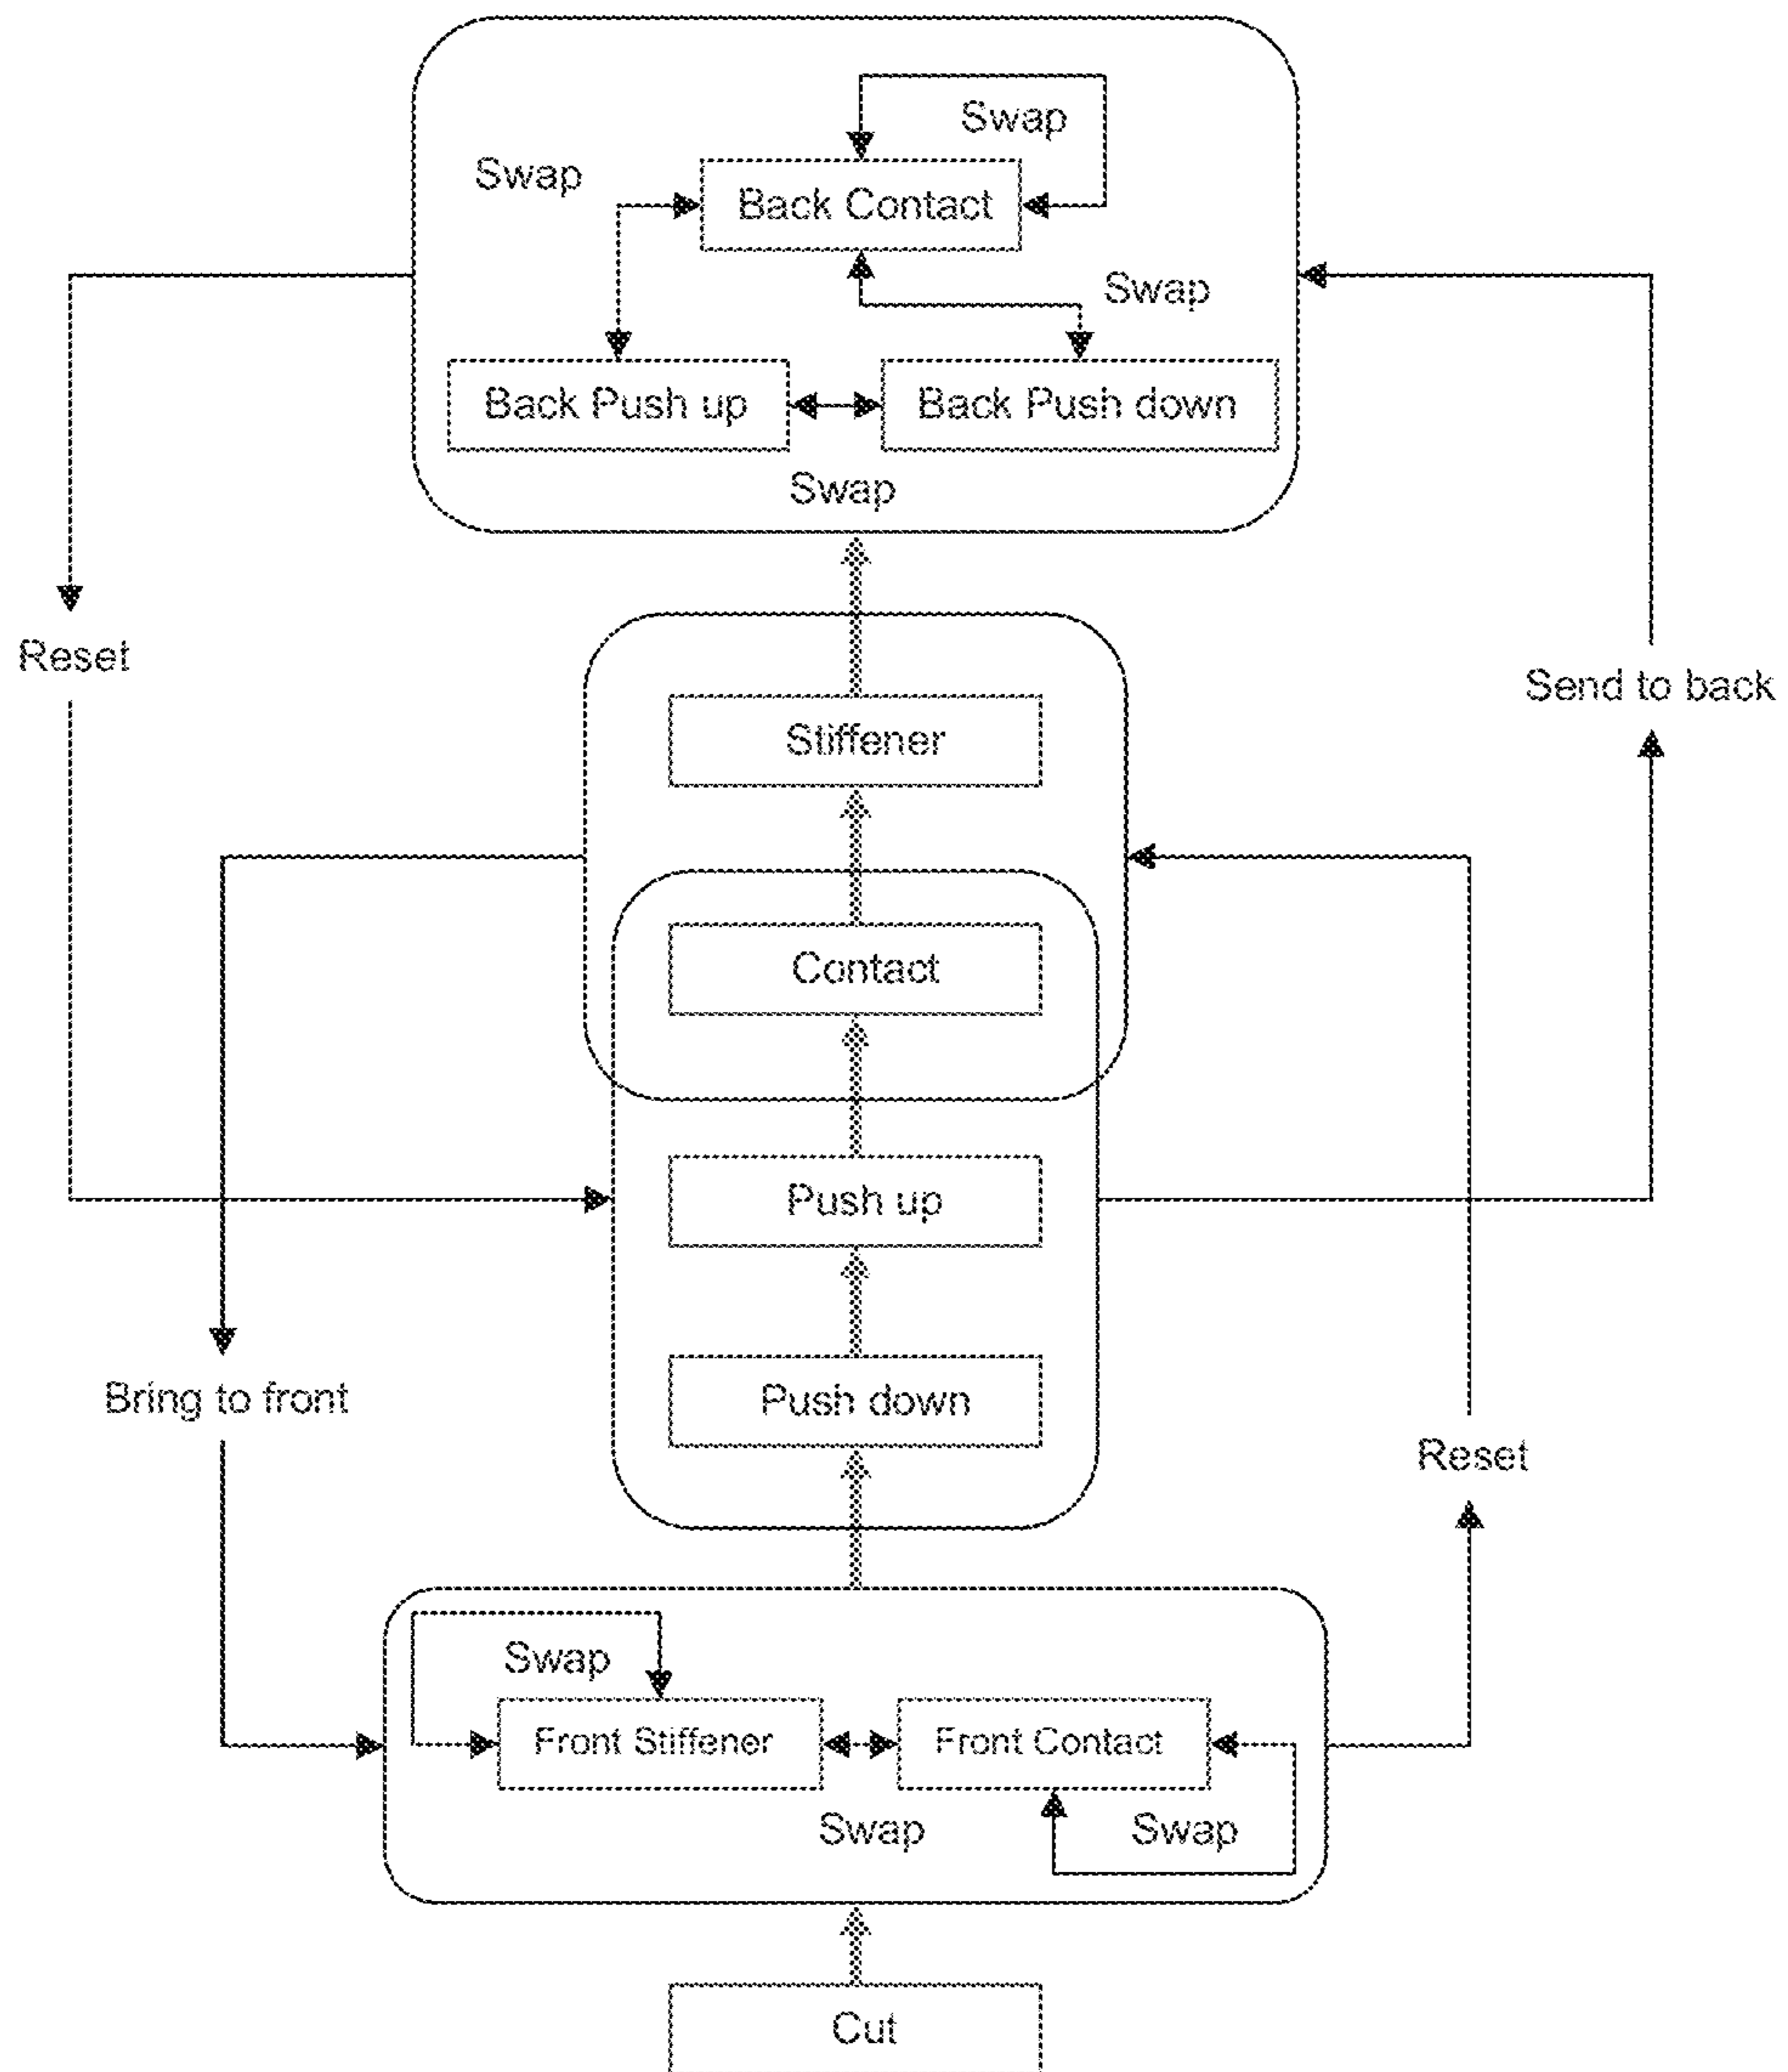 Swap
Swap
Back Contact
Swap
Back Push up
Back Push down
Swap
Reset
Send to back
Stiffener
Contact
Push up
Bring to front
Push down
Reset
Swap
Front Stiffener
Front Contact
Swap
Swap
Cut